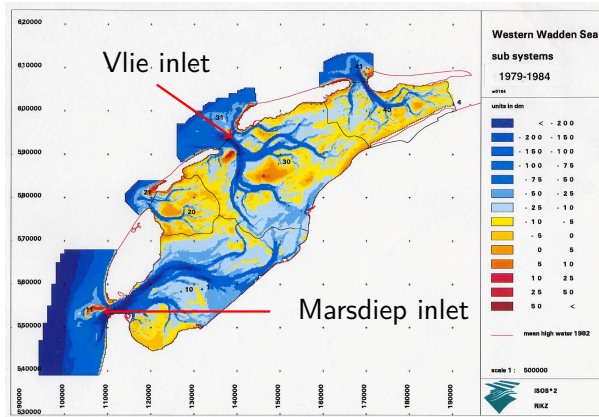 Western Wadden Sea
sub systems
1979-1984
units in dm
< - 200
- 200 - 150
- 150 - 100
- 100 - 75
- 75 - 50
- 50 - 25
- 25 - 10
- 10 - 5
- 5 0
0 5
5 10
10 25
25 50
50 <
mean high weter 1982
scale 1 : 500000
ISOS*2
RIKZ
Vlie inlet
Marsdiep inlet
620000
610000
600000
590000
580000
570000
560000
550000
540000
530000
100000
110000
120000
130000
140000
150000
160000
170000
180000
190000
41
40
4
31
30
21
20
10
1